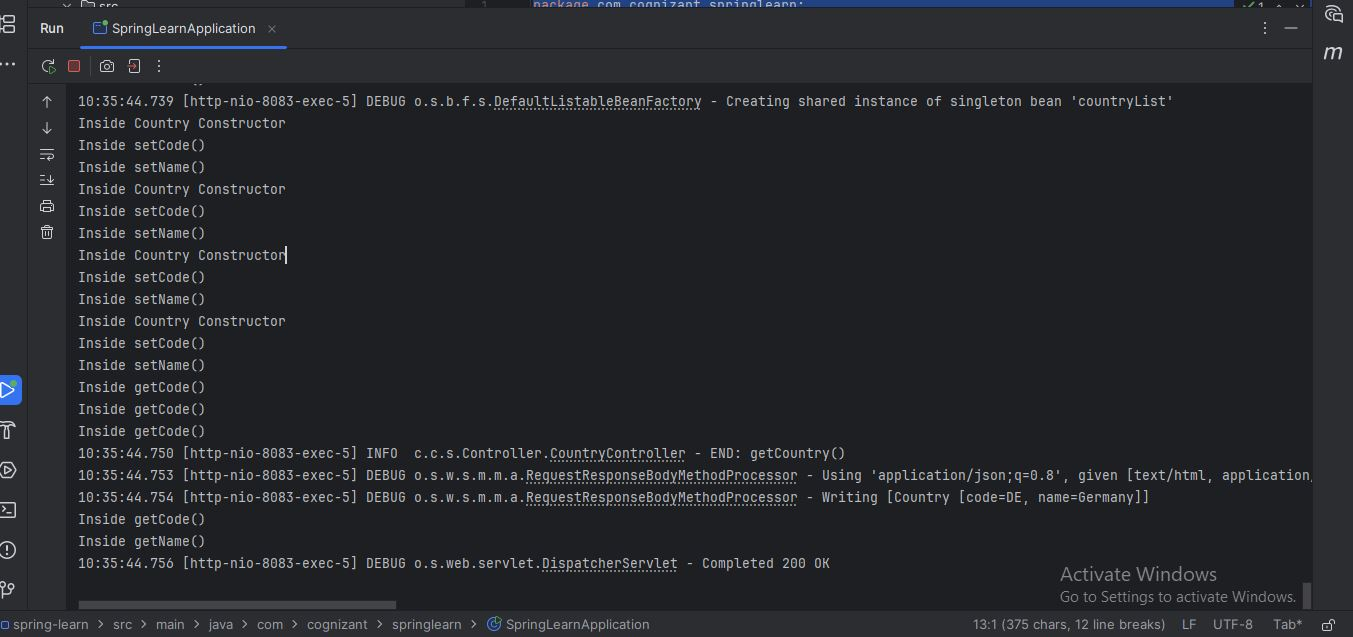 src
1 package com.cognizant.springlearn; 1
Run SpringLearnApplication
10:35:44.739 [http-nio-8083-exec-5] DEBUG o.s.b.f.s.DefaultListableBeanFactory - Creating shared instance of singleton bean 'countryList'
Inside Country Constructor
Inside setCode()
Inside setName()
Inside Country Constructor
Inside setCode()
Inside setName()
Inside Country Constructor
Inside setCode()
Inside setName()
Inside Country Constructor
Inside setCode()
Inside setName()
Inside getCode()
Inside getCode()
Inside getCode()
10:35:44.750 [http-nio-8083-exec-5] INFO  c.c.s.Controller.CountryController - END: getCountry()
10:35:44.753 [http-nio-8083-exec-5] DEBUG o.s.w.s.m.m.a.RequestResponseBodyMethodProcessor - Using 'application/json;q=0.8', given [text/html, application/
10:35:44.754 [http-nio-8083-exec-5] DEBUG o.s.w.s.m.m.a.RequestResponseBodyMethodProcessor - Writing [Country [code=DE, name=Germany]]
Inside getCode()
Inside getName()
10:35:44.756 [http-nio-8083-exec-5] DEBUG o.s.web.servlet.DispatcherServlet - Completed 200 OK
Activate Windows
Go to Settings to activate Windows.
spring-learn > src > main > java > com > cognizant > springlearn > SpringLearnApplication 13:1 (375 chars, 12 line breaks) LF UTF-8 Tab*
m